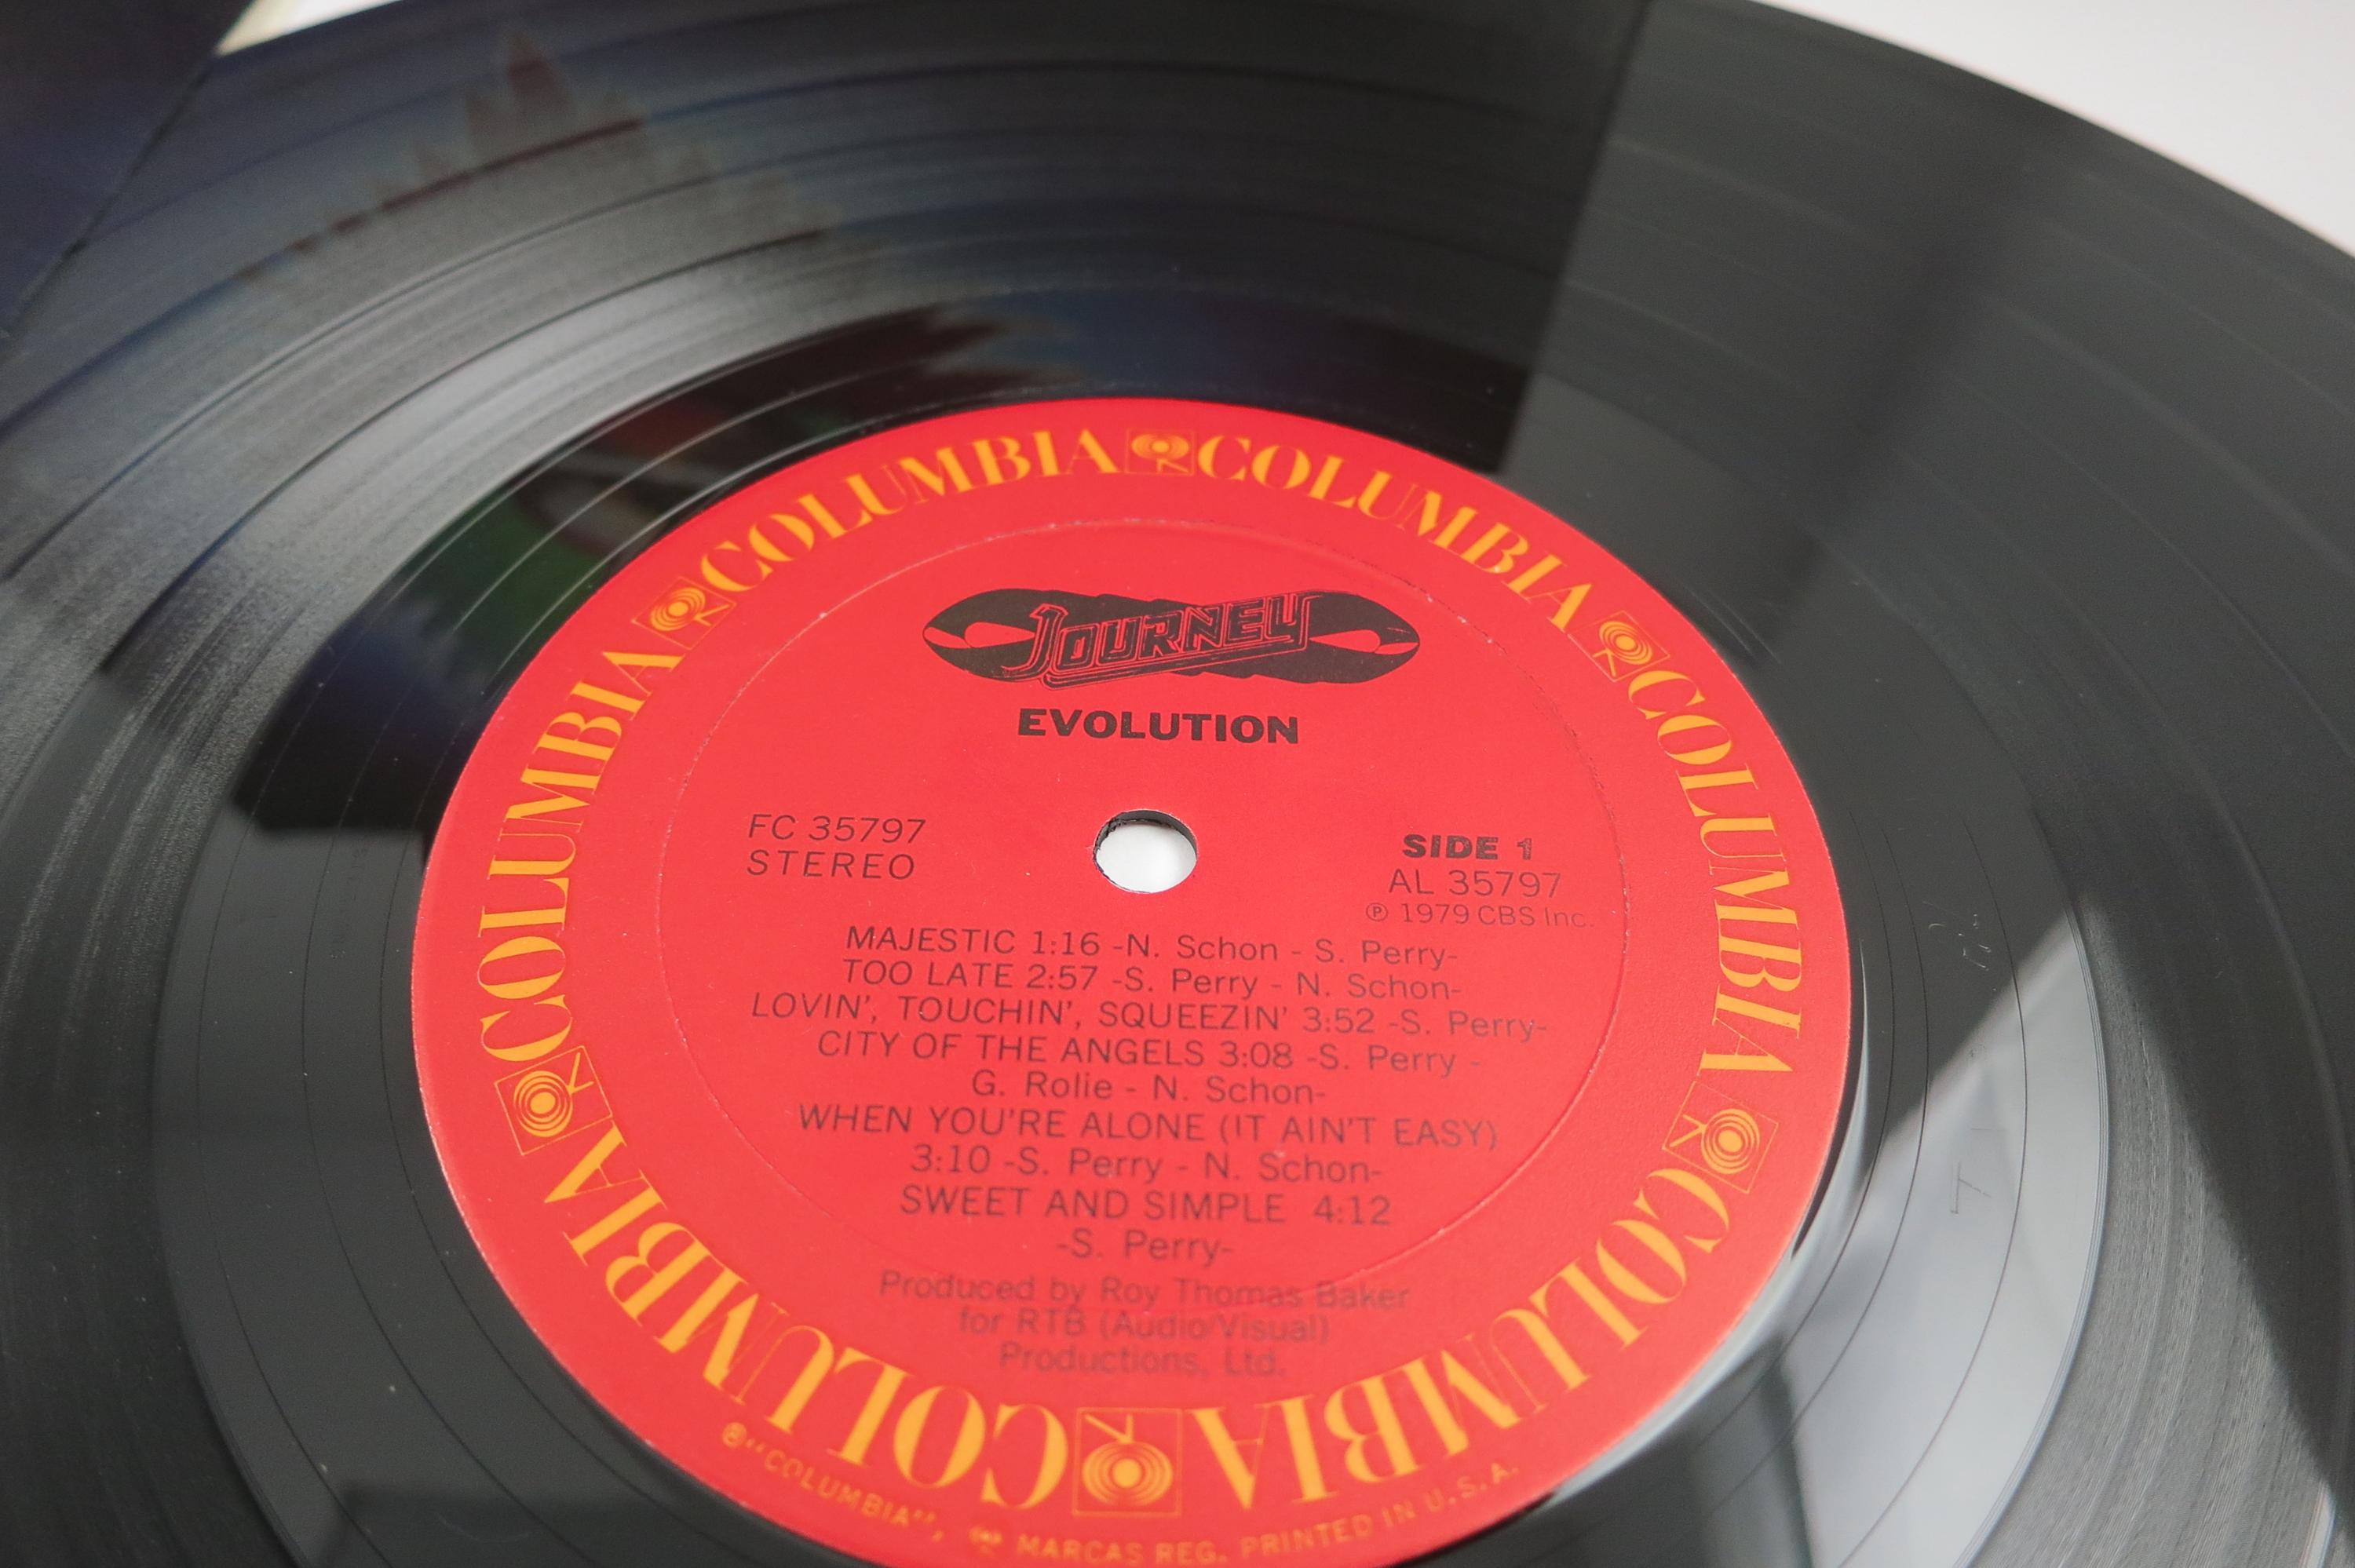 COLUMBIA COLUMBIA COLUMBIA COLUMBIA COLUMBIA COLUMBIA
JOURNEY
EVOLUTION
FC 35797
STEREO
SIDE 1
AL 35797
℗ 1979 CBS Inc.
MAJESTIC 1:16 -N. Schon - S. Perry-
TOO LATE 2:57 -S. Perry - N. Schon-
LOVIN', TOUCHIN', SQUEEZIN' 3:52 -S. Perry-
CITY OF THE ANGELS 3:08 -S. Perry -
G. Rolie - N. Schon-
WHEN YOU'RE ALONE (IT AIN'T EASY)
3:10 -S. Perry - N. Schon-
SWEET AND SIMPLE 4:12
-S. Perry-
Produced by Roy Thomas Baker
for RTB (Audio/Visual)
Productions, Ltd.
® "COLUMBIA", MARCAS REG. PRINTED IN U.S.A.